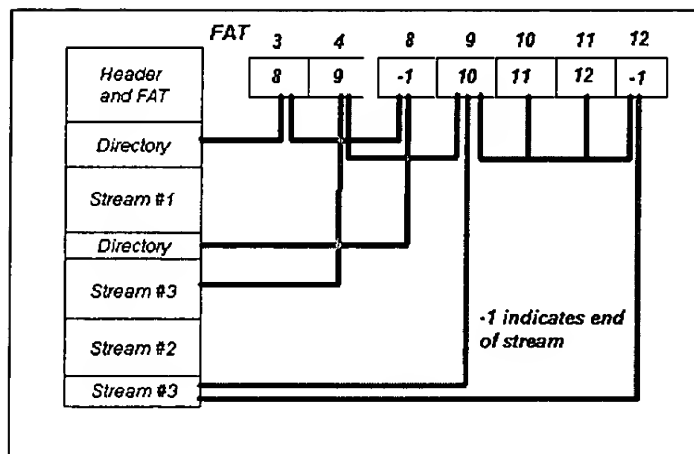 FAT 3 4 8 9 10 11 12
8 9 -1 10 11 12 -1
Header
and FAT
Directory
Stream #1
Directory
Stream #3
Stream #2
Stream #3
-1 indicates end
of stream